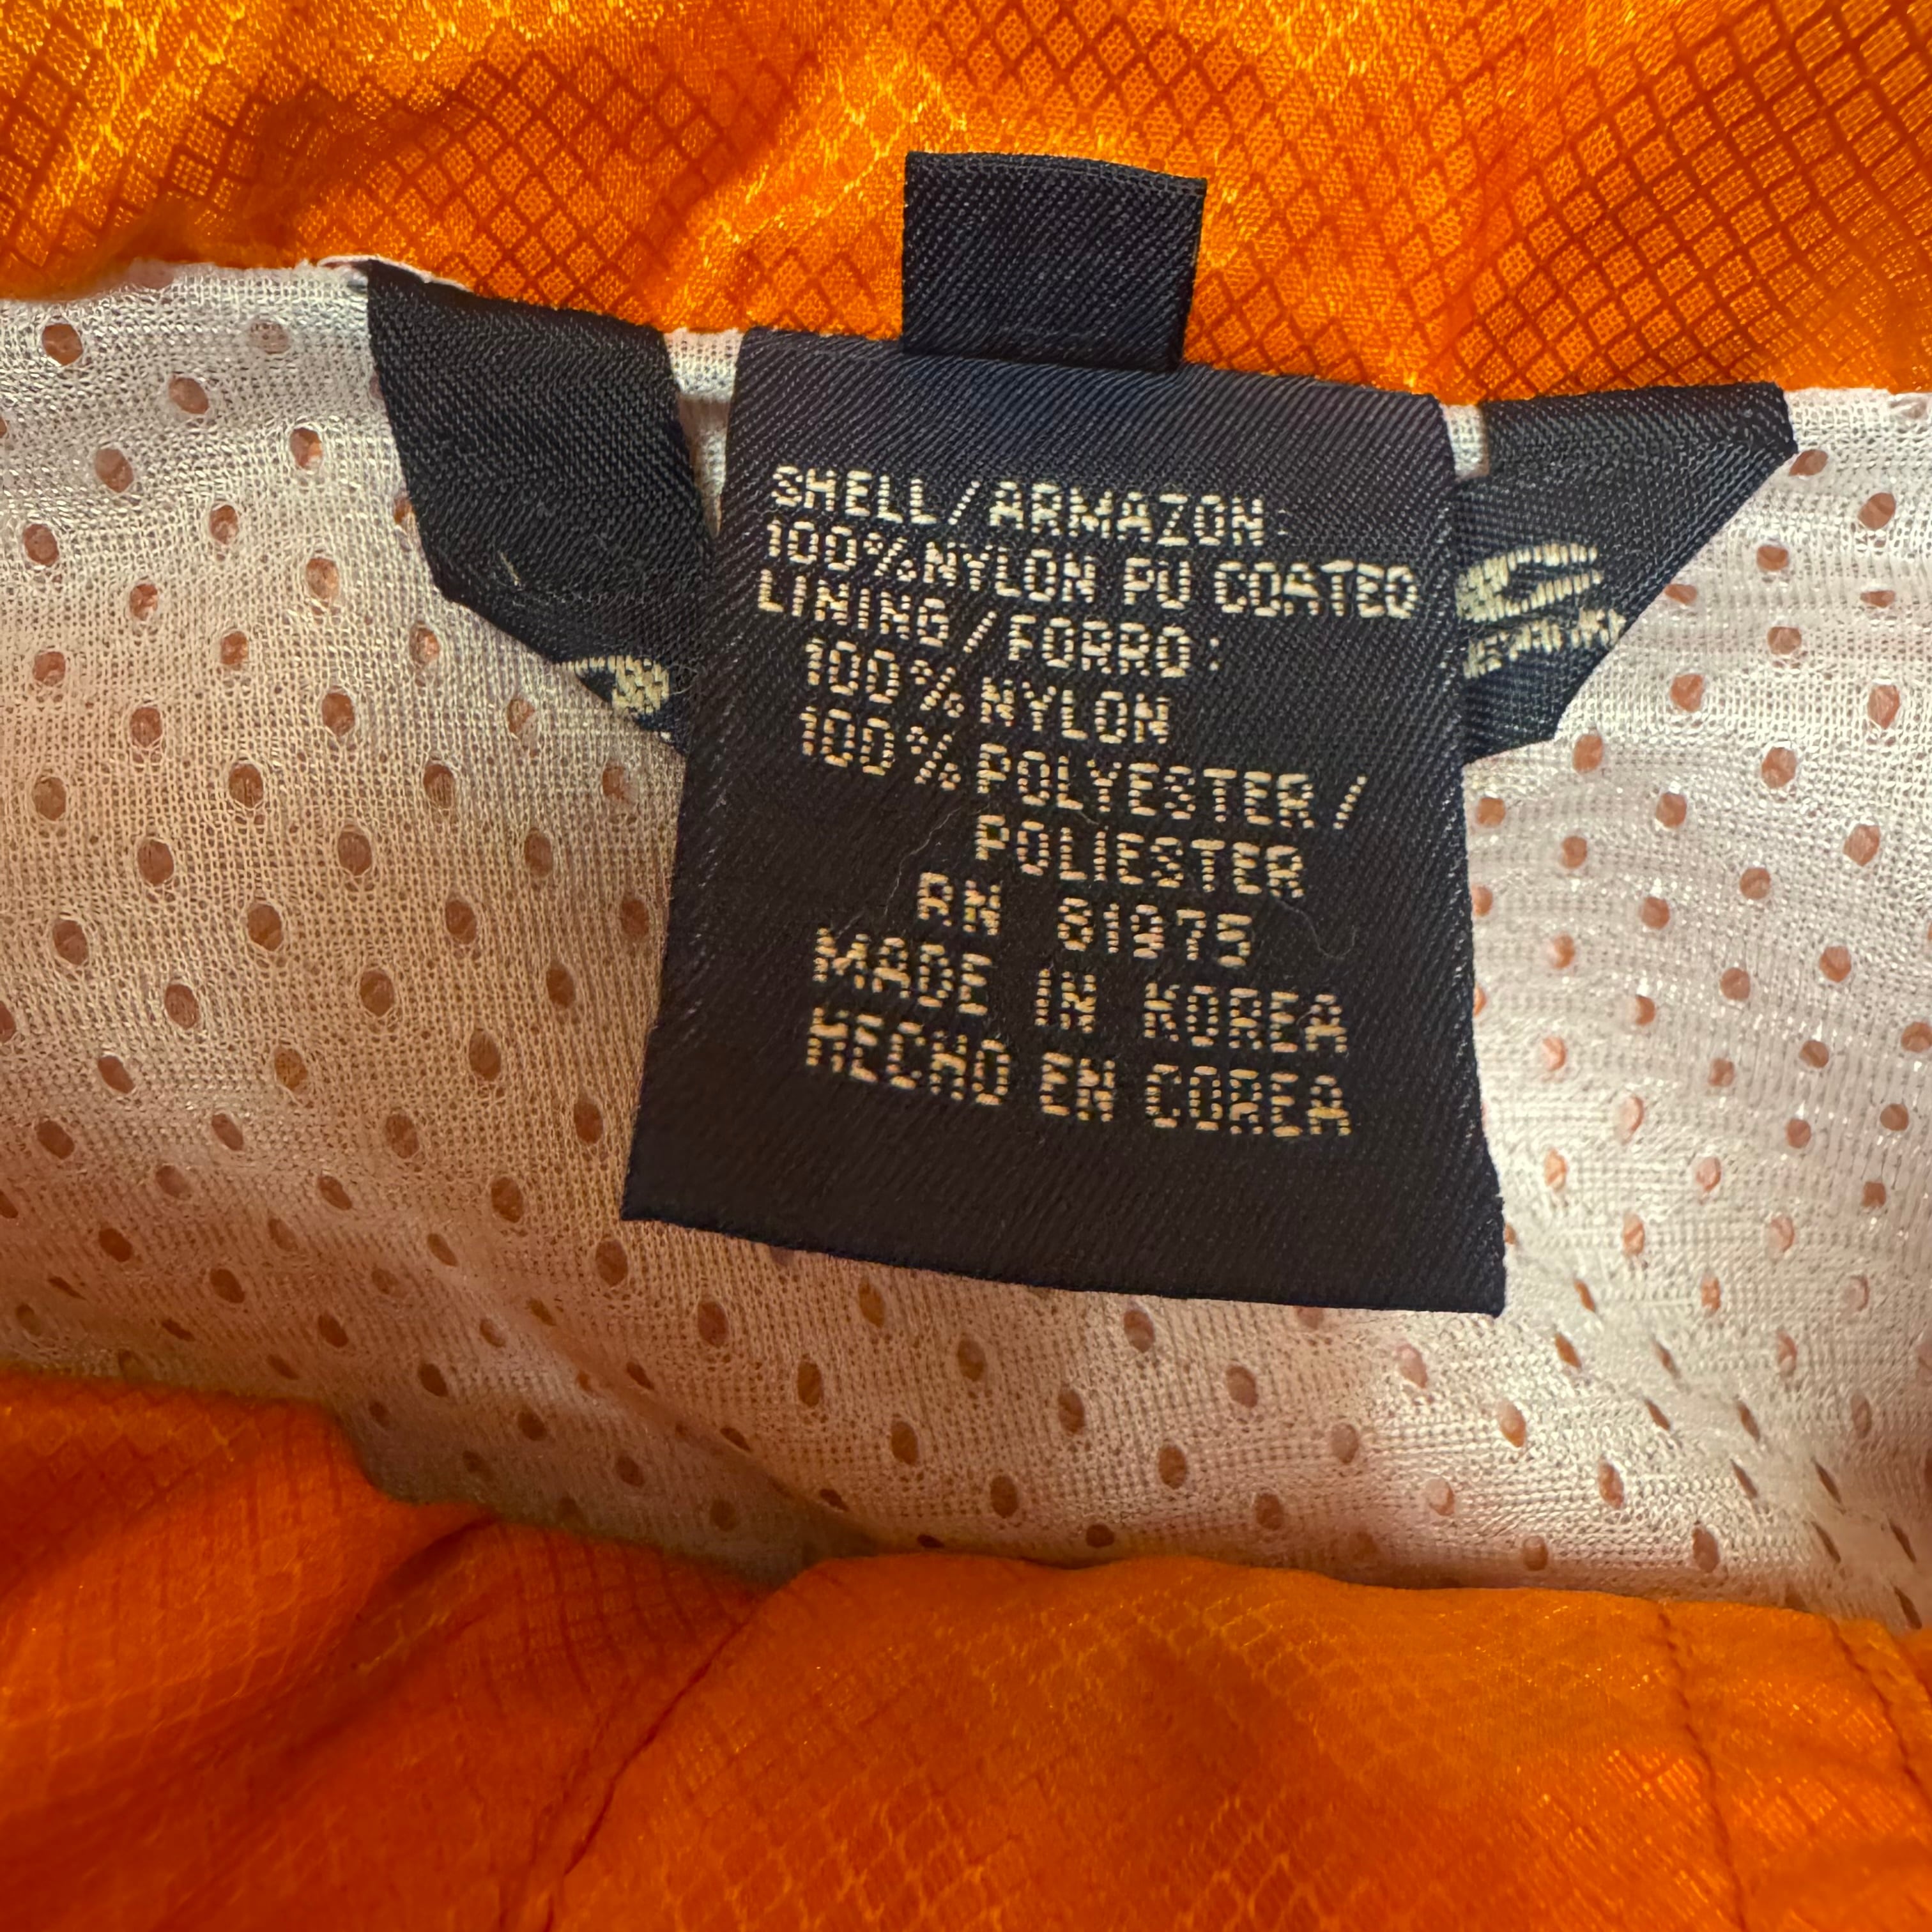 SHELL/ARMAZON:
100% NYLON PU COATED
LINING/FORRO:
100% NYLON
100% POLYESTER/
POLIESTER
RN 81975
MADE IN KOREA
HECHO EN COREA